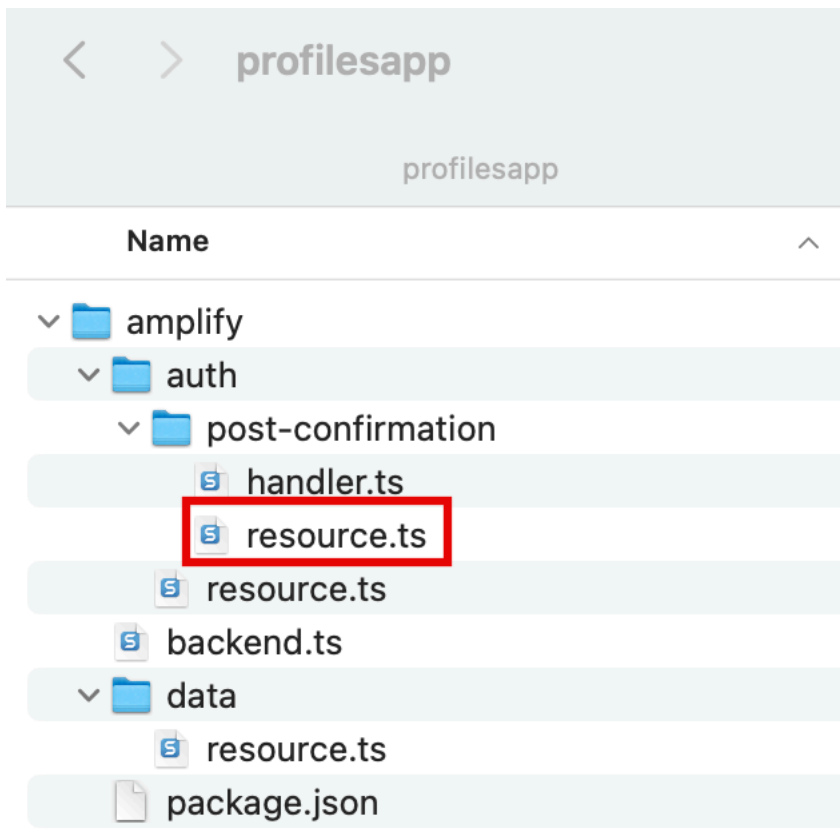 profilesapp
profilesapp
Name
amplify
auth
post-confirmation
handler.ts
resource.ts
resource.ts
backend.ts
data
resource.ts
package.json